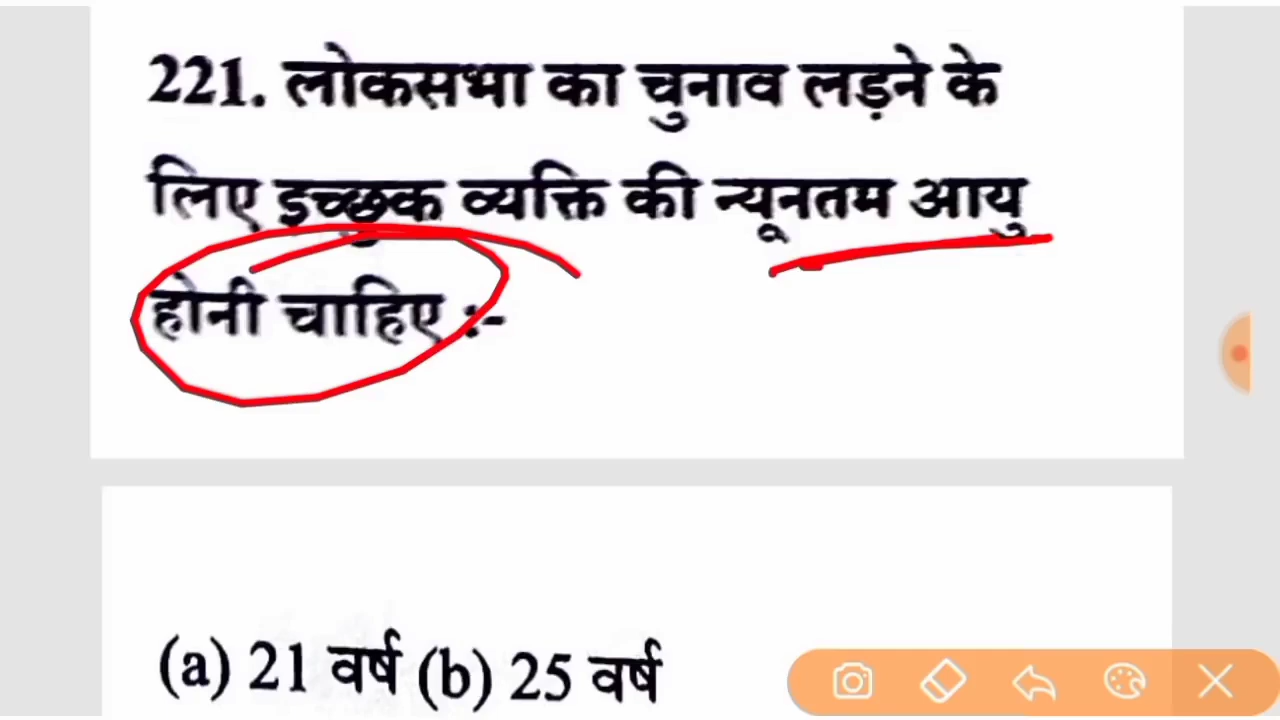 221. लोकसभा का चुनाव लड़ने के
लिए इच्छुक व्यक्ति की न्यूनतम आयु
होनी चाहिए :-
(a) 21 वर्ष (b) 25 वर्ष